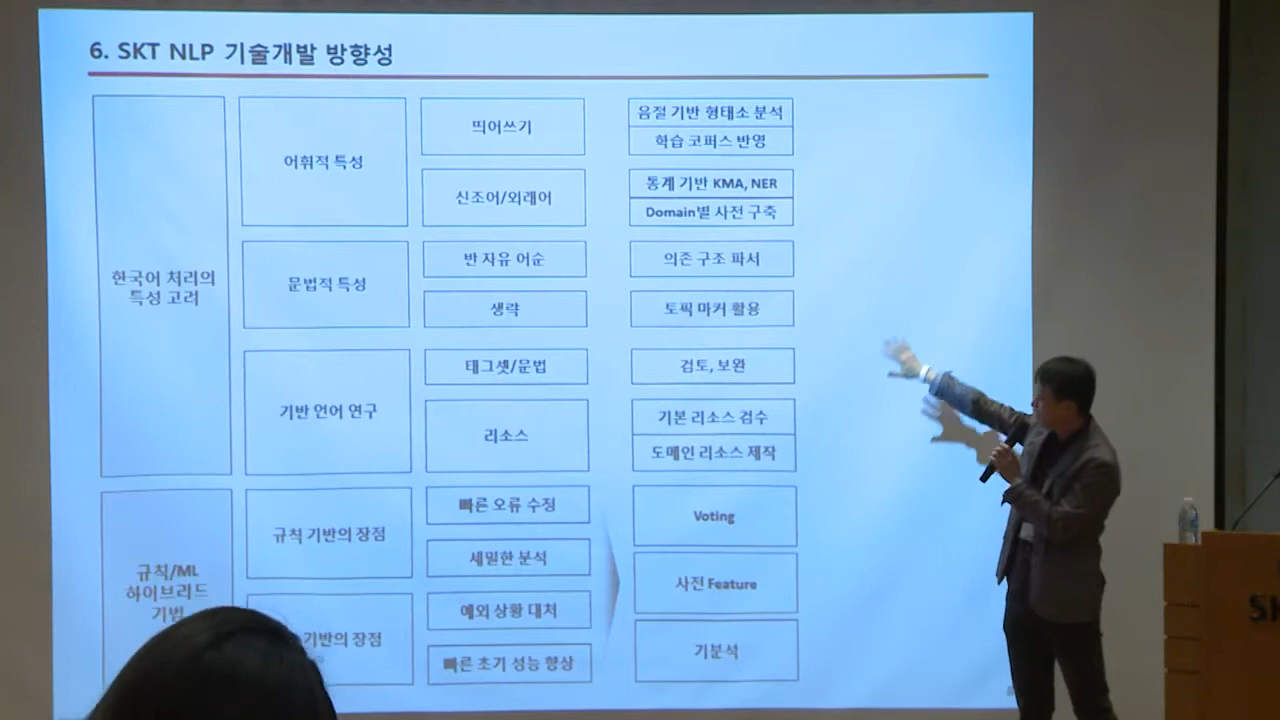 6. SKT NLP 기술개발 방향성
한국어 처리의
특성 고려
어휘적 특성
띄어쓰기
음절 기반 형태소 분석
학습 코퍼스 반영
신조어/외래어
통계 기반 KMA, NER
Domain별 사전 구축
문법적 특성
반 자유 어순
의존 구조 파서
생략
토픽 마커 활용
기반 언어 연구
태그셋/문법
검토, 보완
리소스
기본 리소스 검수
도메인 리소스 제작
규칙/ML
하이브리드
기법
규칙 기반의 장점
빠른 오류 수정
Voting
세밀한 분석
사전 Feature
기반의 장점
예외 상황 대처
기분석
빠른 초기 성능 향상